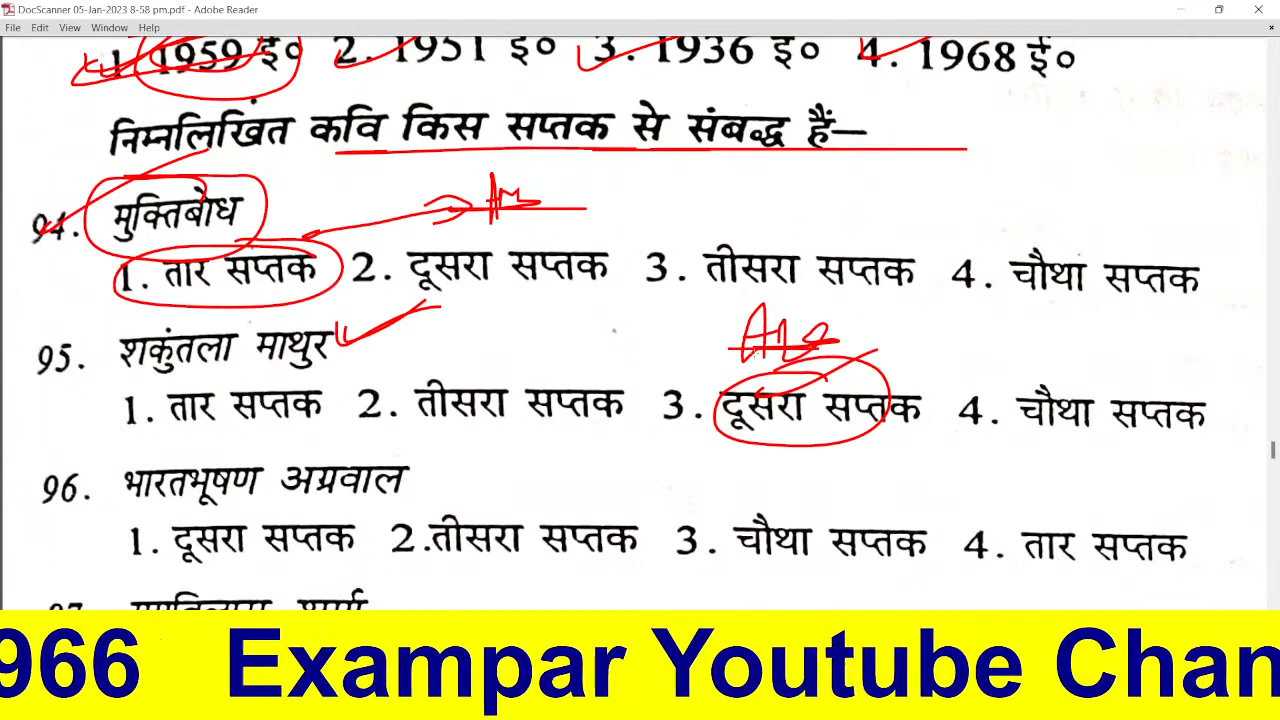 DocScanner 05-Jan-2023 8-58 pm.pdf - Adobe Reader
File Edit View Window Help
1. 1959 ई० 2. 1951 ई० 3. 1936 ई० 4. 1968 ई०
निम्नलिखित कवि किस सप्तक से संबद्ध हैं—
94. मुक्तिबोध
Ans
1. तार सप्तक 2. दूसरा सप्तक 3. तीसरा सप्तक 4. चौथा सप्तक
95. शकुंतला माथुर
Ans
1. तार सप्तक 2. तीसरा सप्तक 3. दूसरा सप्तक 4. चौथा सप्तक
96. भारतभूषण अग्रवाल
1. दूसरा सप्तक 2.तीसरा सप्तक 3. चौथा सप्तक 4. तार सप्तक
966 Exampar Youtube Chan